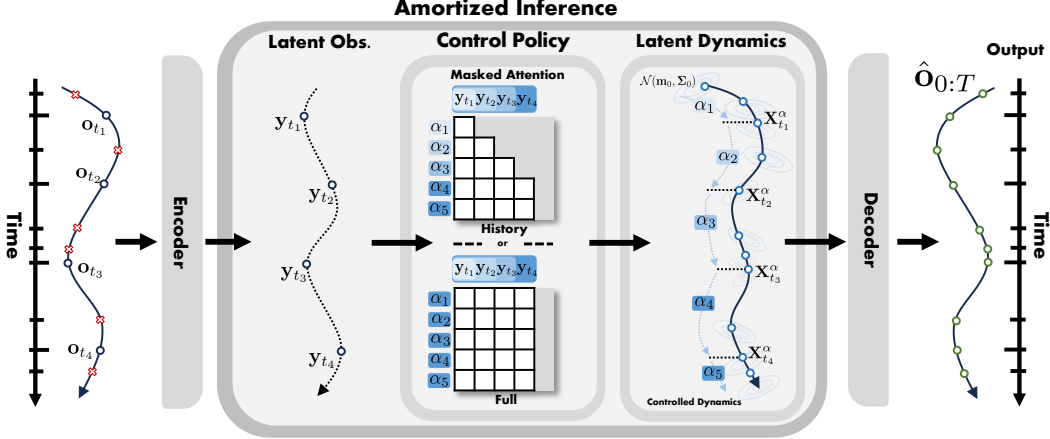 Amortized Inference
Latent Obs.
Control Policy
Latent Dynamics
Output
Time
o_{t_1}
o_{t_2}
o_{t_3}
o_{t_4}
Encoder
y_{t_1}
y_{t_2}
y_{t_3}
y_{t_4}
Masked Attention
y_{t_1} y_{t_2} y_{t_3} y_{t_4}
α_1
α_2
α_3
α_4
α_5
History
or
y_{t_1} y_{t_2} y_{t_3} y_{t_4}
α_1
α_2
α_3
α_4
α_5
Full
N(m_0, Σ_0)
α_1
X^α_{t_1}
α_2
X^α_{t_2}
α_3
X^α_{t_3}
α_4
X^α_{t_4}
α_5
Controlled Dynamics
Decoder
Ô_{0:T}
Time